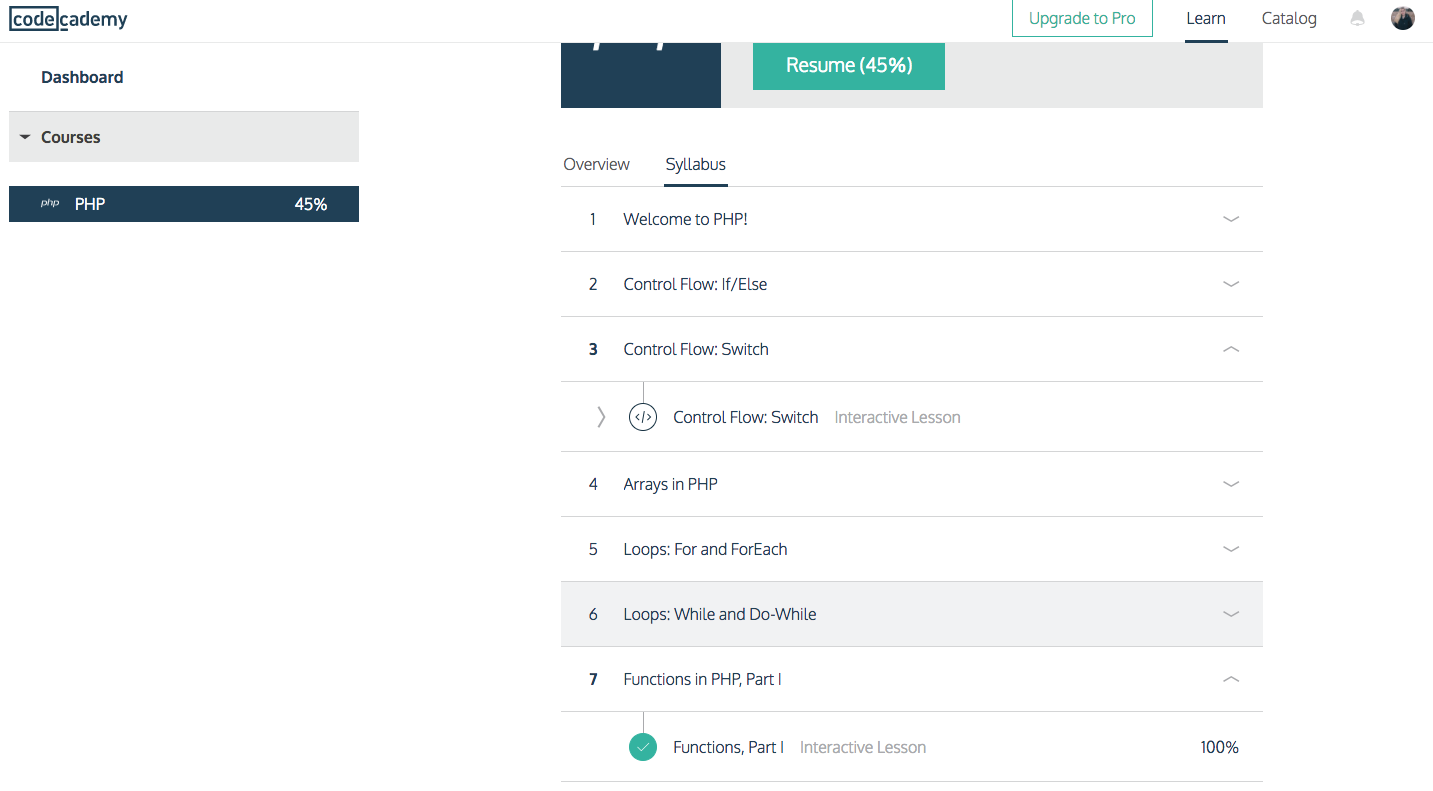 codecademy
Upgrade to Pro
Learn
Catalog
Dashboard
Courses
php PHP 45%
Resume (45%)
Overview
Syllabus
1 Welcome to PHP!
2 Control Flow: If/Else
3 Control Flow: Switch
</> Control Flow: Switch Interactive Lesson
4 Arrays in PHP
5 Loops: For and ForEach
6 Loops: While and Do-While
7 Functions in PHP, Part I
Functions, Part I Interactive Lesson 100%